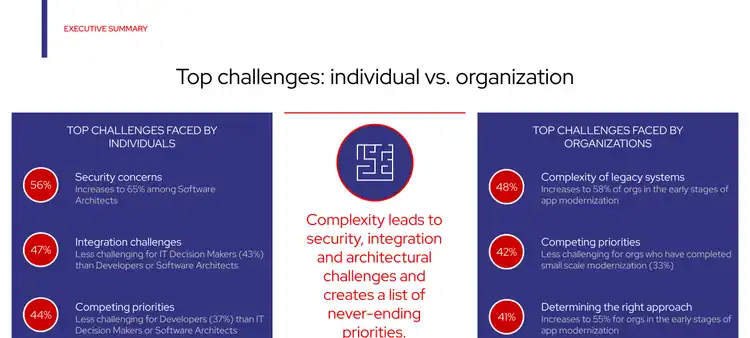 EXECUTIVE SUMMARY
Top challenges: individual vs. organization
TOP CHALLENGES FACED BY
INDIVIDUALS
56%
Security concerns
Increases to 65% among Software
Architects
47%
Integration challenges
Less challenging for IT Decision Makers (43%)
than Developers or Software Architects
44%
Competing priorities
Less challenging for Developers (37%) than IT
Decision Makers or Software Architects
Complexity leads to
security, integration
and architectural
challenges and
creates a list of
never-ending
priorities.
TOP CHALLENGES FACED BY
ORGANIZATIONS
48%
Complexity of legacy systems
Increases to 58% of orgs in the early stages of
app modernization
42%
Competing priorities
Less challenging for orgs who have completed
small scale modernization (33%)
41%
Determining the right approach
Increases to 55% for orgs in the early stages of
app modernization